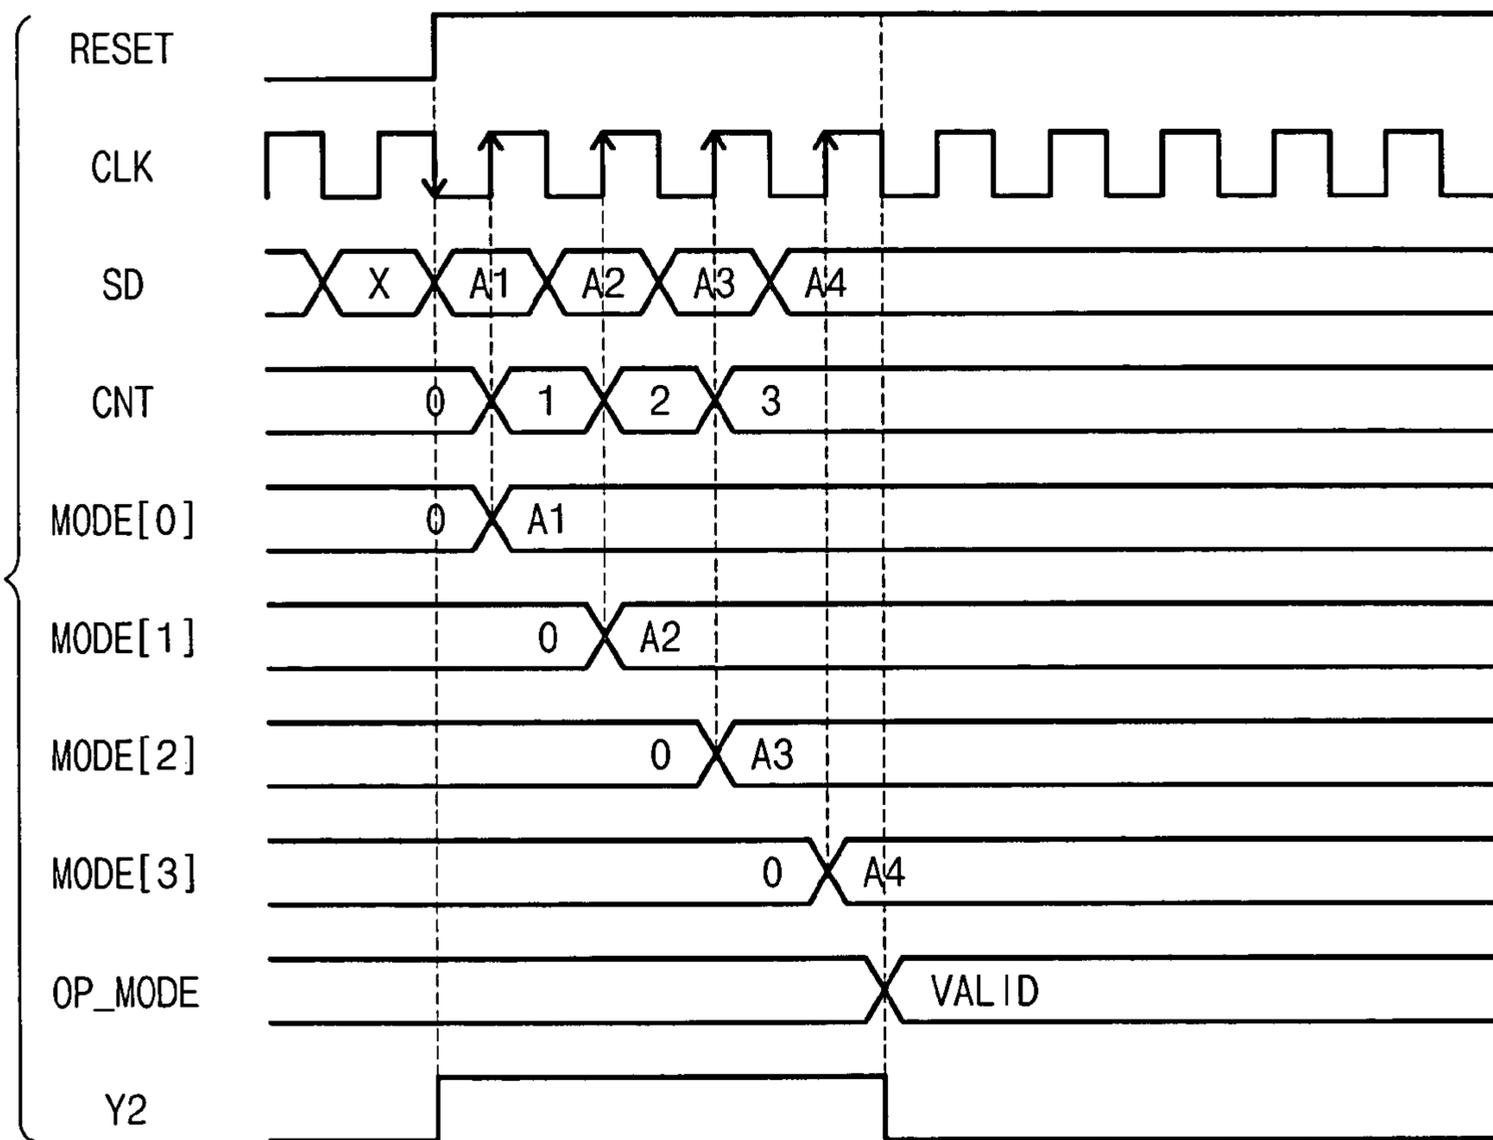 RESET
CLK
SD X A1 A2 A3 A4
CNT 0 1 2 3
MODE[0] 0 A1
MODE[1] 0 A2
MODE[2] 0 A3
MODE[3] 0 A4
OP_MODE VALID
Y2